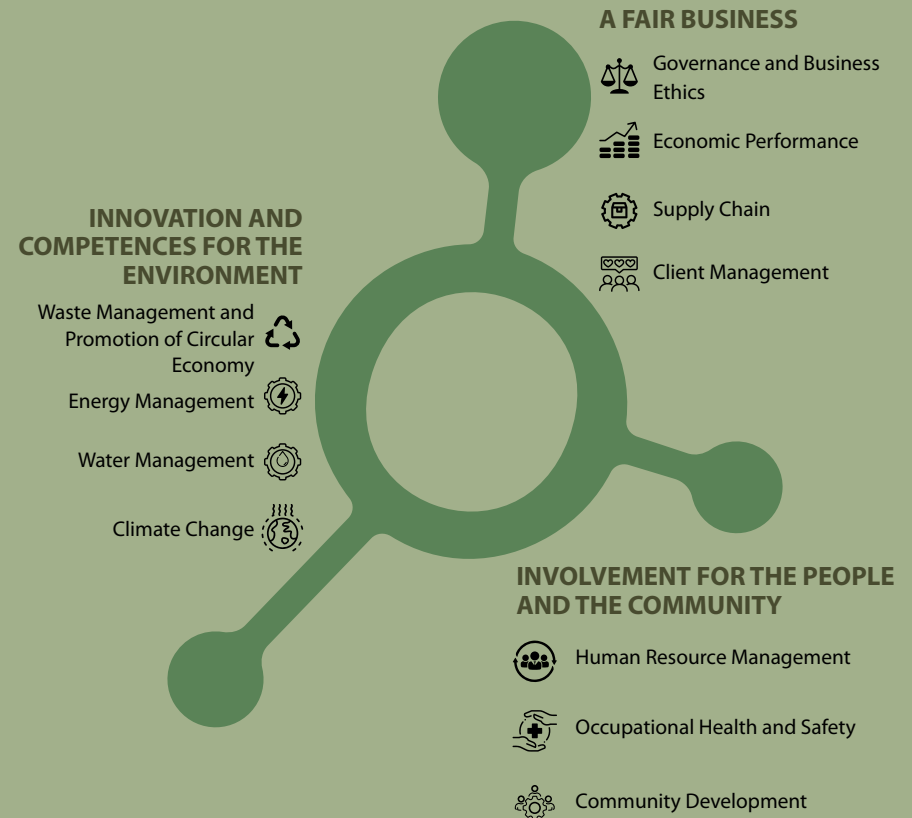 A FAIR BUSINESS
Governance and Business
Ethics
Economic Performance
Supply Chain
Client Management
INNOVATION AND
COMPETENCES FOR THE
ENVIRONMENT
Waste Management and
Promotion of Circular
Economy
Energy Management
Water Management
Climate Change
INVOLVEMENT FOR THE PEOPLE
AND THE COMMUNITY
Human Resource Management
Occupational Health and Safety
Community Development